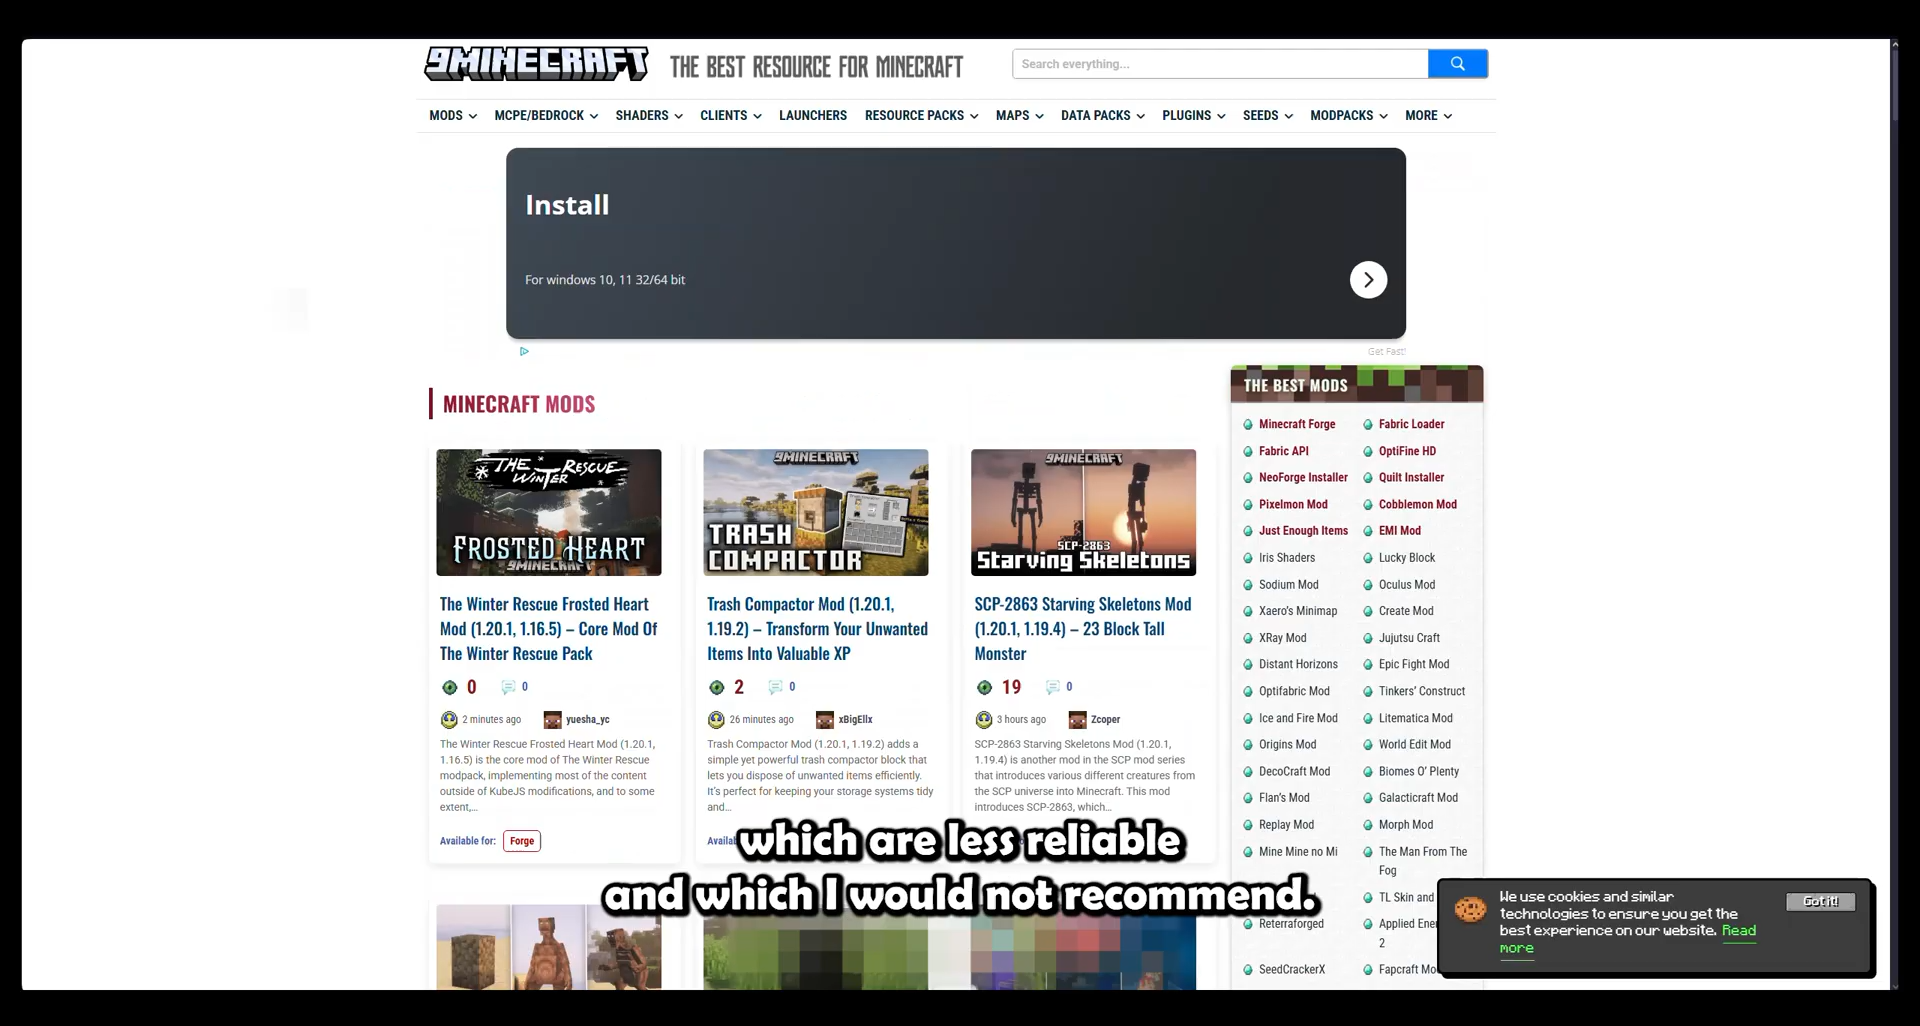 9MINECRAFT
THE BEST RESOURCE FOR MINECRAFT
Search everything...
MODS
MCPE/BEDROCK
SHADERS
CLIENTS
LAUNCHERS
RESOURCE PACKS
MAPS
DATA PACKS
PLUGINS
SEEDS
MODPACKS
MORE
Install
For windows 10, 11 32/64 bit
Get Fast!
MINECRAFT MODS
THE WINTER RESCUE
FROSTED HEART
9MINECRAFT
The Winter Rescue Frosted Heart
Mod (1.20.1, 1.16.5) – Core Mod Of
The Winter Rescue Pack
0
0
2 minutes ago
yuesha_yc
The Winter Rescue Frosted Heart Mod (1.20.1,
1.16.5) is the core mod of The Winter Rescue
modpack, implementing most of the content
outside of KubeJS modifications, and to some
extent,...
Available for:
Forge
9MINECRAFT
TRASH
COMPACTOR
Trash Compactor Mod (1.20.1,
1.19.2) – Transform Your Unwanted
Items Into Valuable XP
2
0
26 minutes ago
xBigEllx
Trash Compactor Mod (1.20.1, 1.19.2) adds a
simple yet powerful trash compactor block that
lets you dispose of unwanted items efficiently.
It's perfect for keeping your storage systems tidy
and...
9MINECRAFT
SCP-2863
Starving Skeletons
SCP-2863 Starving Skeletons Mod
(1.20.1, 1.19.4) – 23 Block Tall
Monster
19
0
3 hours ago
Zcoper
SCP-2863 Starving Skeletons Mod (1.20.1,
1.19.4) is another mod in the SCP mod series
that introduces various different creatures from
the SCP universe into Minecraft. This mod
introduces SCP-2863, which...
THE BEST MODS
Minecraft Forge
Fabric Loader
Fabric API
OptiFine HD
NeoForge Installer
Quilt Installer
Pixelmon Mod
Cobblemon Mod
Just Enough Items
EMI Mod
Iris Shaders
Lucky Block
Sodium Mod
Oculus Mod
Xaero's Minimap
Create Mod
XRay Mod
Jujutsu Craft
Distant Horizons
Epic Fight Mod
Optifabric Mod
Tinkers' Construct
Ice and Fire Mod
Litematica Mod
Origins Mod
World Edit Mod
DecoCraft Mod
Biomes O' Plenty
Flan's Mod
Galacticraft Mod
Replay Mod
Morph Mod
Mine Mine no Mi
The Man From The
Fog
TL Skin and
Reterraforged
Applied
2
SeedCrackerX
Fapcraft
which are less reliable
and which I would not recommend.
We use cookies and similar
technologies to ensure you get the
best experience on our website. Read
more
Got it!